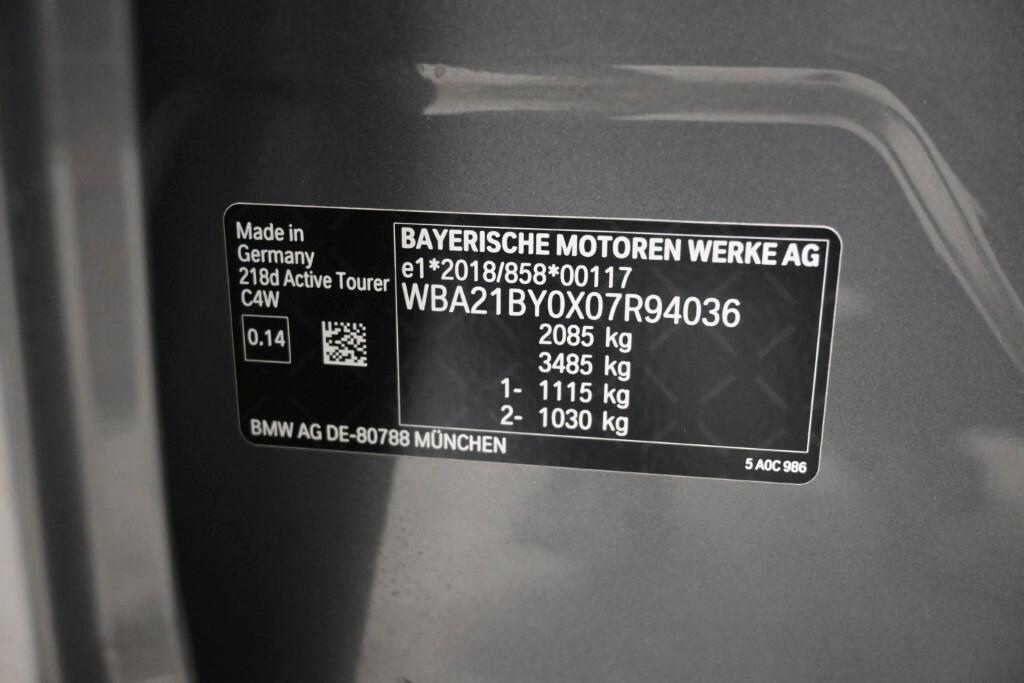 Made in
Germany
218d Active Tourer
C4W
0.14
BAYERISCHE MOTOREN WERKE AG
e1*2018/858*00117
WBA21BY0X07R94036
2085 kg
3485 kg
1- 1115 kg
2- 1030 kg
BMW AG DE-80788 MÜNCHEN
5 A0C 986